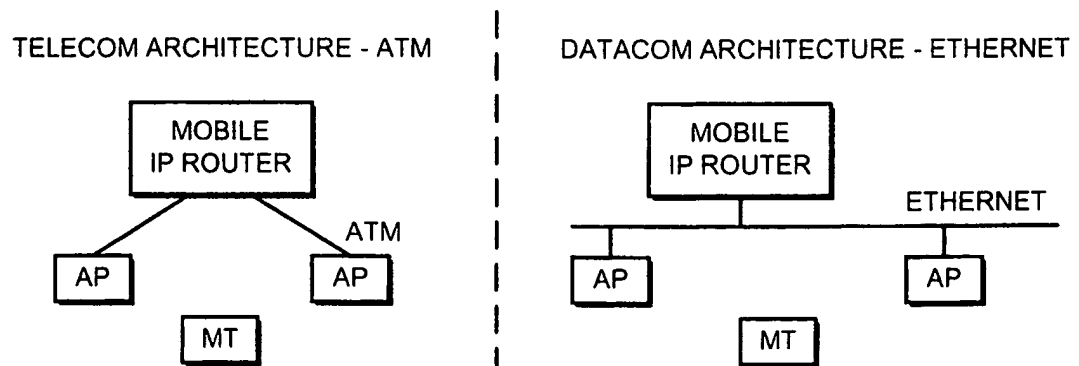 TELECOM ARCHITECTURE - ATM
MOBILE
IP ROUTER
ATM
AP
AP
MT
DATACOM ARCHITECTURE - ETHERNET
MOBILE
IP ROUTER
ETHERNET
AP
AP
MT